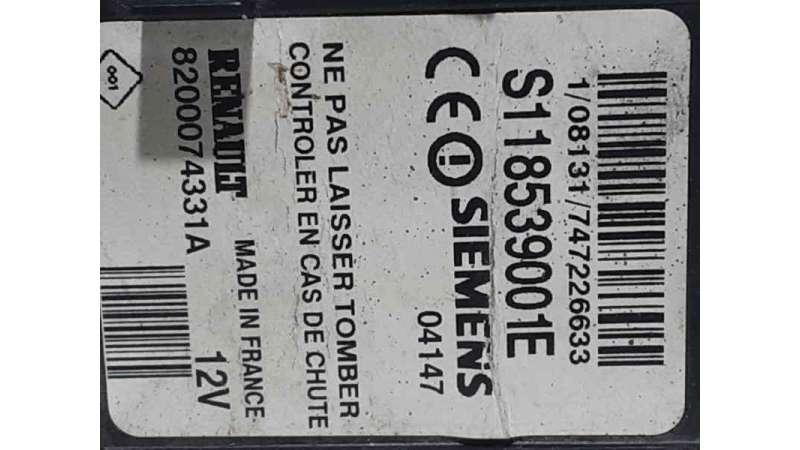 1/08131/747226633
S118539001E
CE SIEMENS
04147
NE PAS LAISSER TOMBER
CONTROLER EN CAS DE CHUTE
RENAULT MADE IN FRANCE
8200074331A 12V
001